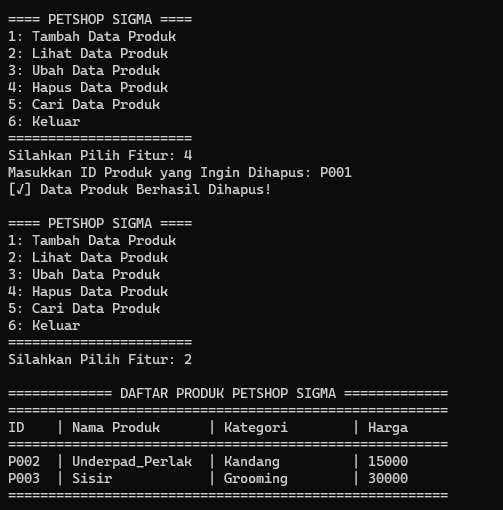 ==== PETSHOP SIGMA ====
1: Tambah Data Produk
2: Lihat Data Produk
3: Ubah Data Produk
4: Hapus Data Produk
5: Cari Data Produk
6: Keluar
=======================
Silahkan Pilih Fitur: 4
Masukkan ID Produk yang Ingin Dihapus: P001
[√] Data Produk Berhasil Dihapus!

==== PETSHOP SIGMA ====
1: Tambah Data Produk
2: Lihat Data Produk
3: Ubah Data Produk
4: Hapus Data Produk
5: Cari Data Produk
6: Keluar
=======================
Silahkan Pilih Fitur: 2

============= DAFTAR PRODUK PETSHOP SIGMA =============
=======================================================
ID    | Nama Produk      | Kategori        | Harga
=======================================================
P002  | Underpad_Perlak  | Kandang         | 15000
P003  | Sisir            | Grooming        | 30000
=======================================================